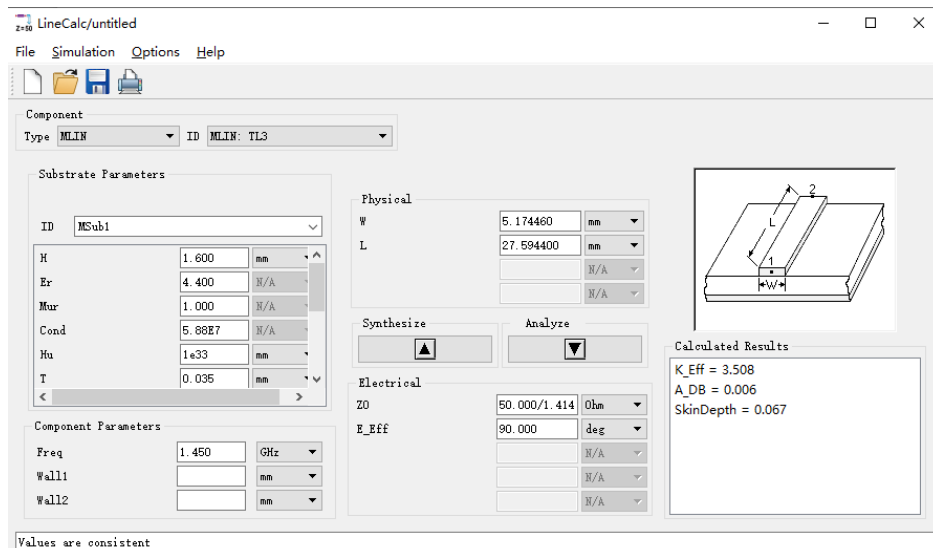 Z=50 LineCalc/untitled
File Simulation Options Help
Component
Type MLIN ID MLIN: TL3
Substrate Parameters
ID MSub1
H 1.600 mm
Er 4.400 N/A
Mur 1.000 N/A
Cond 5.88E7 N/A
Hu 1e33 mm
T 0.035 mm
Component Parameters
Freq 1.450 GHz
Wall1 mm
Wall2 mm
Physical
W 5.174460 mm
L 27.594400 mm
N/A
N/A
Synthesize Analyze
Electrical
Z0 50.000/1.414 Ohm
E_Eff 90.000 deg
N/A
N/A
N/A
2
L
1
W
Calculated Results
K_Eff = 3.508
A_DB = 0.006
SkinDepth = 0.067
Values are consistent